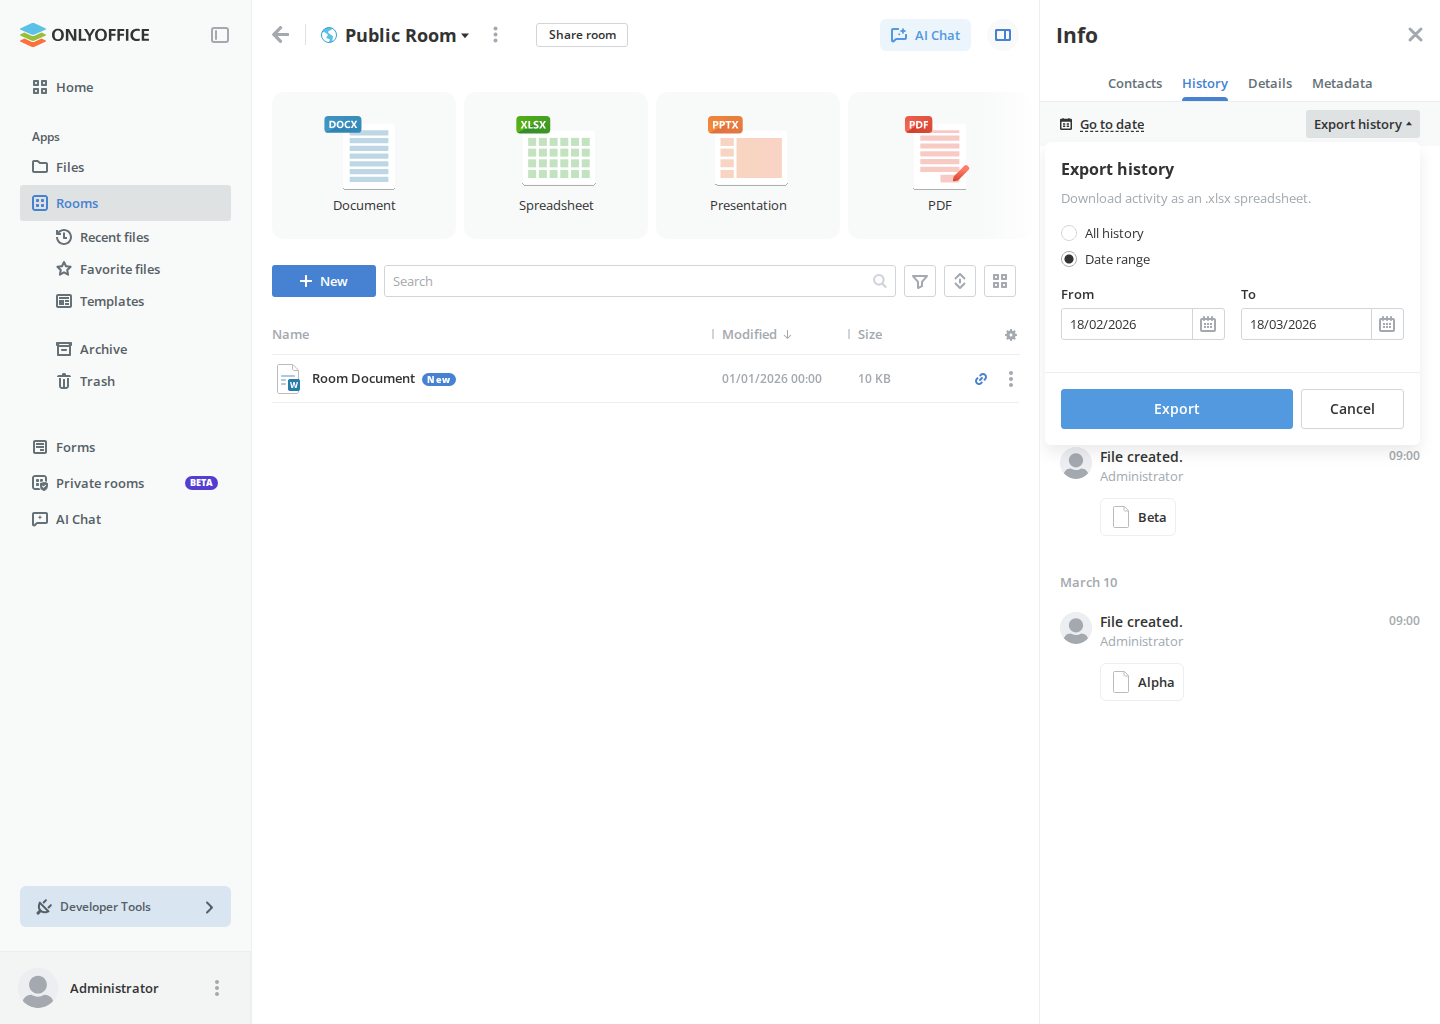 ONLYOFFICE
Home
Apps
Files
Rooms
Recent files
Favorite files
Templates
Archive
Trash
Forms
Private rooms BETA
AI Chat
Developer Tools
Administrator
Public Room
Share room
AI Chat
DOCX
Document
XLSX
Spreadsheet
PPTX
Presentation
PDF
PDF
New
Search
Name Modified Size
Room Document New 01/01/2026 00:00 10 KB
Info
Contacts History Details Metadata
Go to date Export history
Export history
Download activity as an .xlsx spreadsheet.
All history
Date range
From To
18/02/2026 18/03/2026
Export Cancel
File created. 09:00
Administrator
Beta
March 10
File created. 09:00
Administrator
Alpha